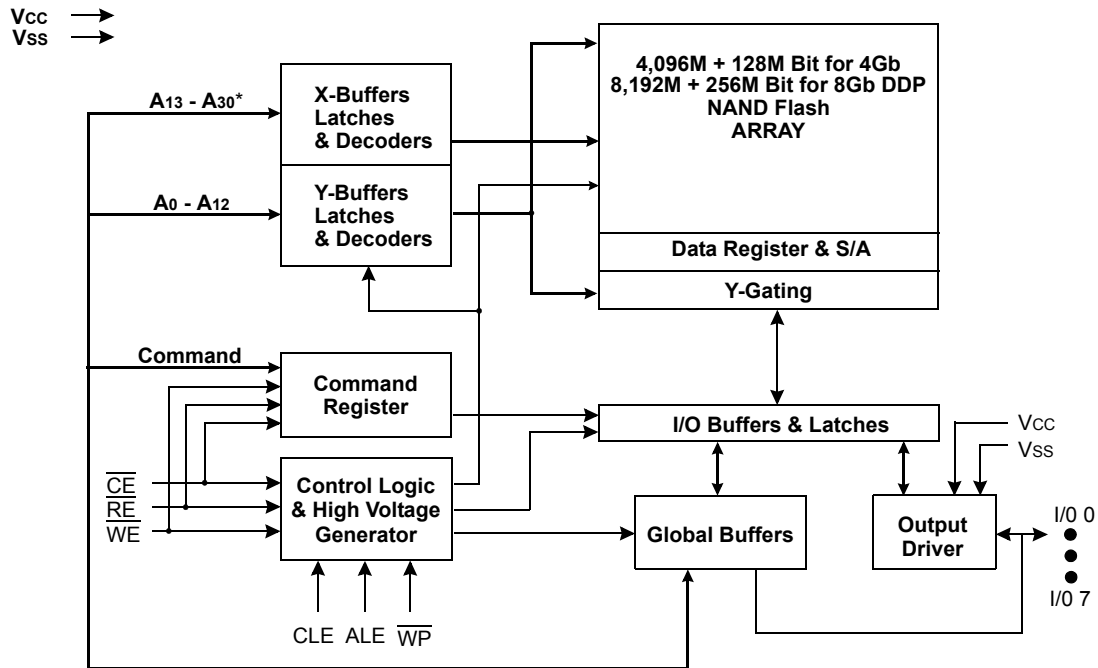 VCC
VSS
A13 - A30*
X-Buffers
Latches
& Decoders
A0 - A12
Y-Buffers
Latches
& Decoders
4,096M + 128M Bit for 4Gb
8,192M + 256M Bit for 8Gb DDP
NAND Flash
ARRAY
Data Register & S/A
Y-Gating
Command
Command
Register
I/O Buffers & Latches
VCC
VSS
CE
RE
WE
Control Logic
& High Voltage
Generator
Global Buffers
Output
Driver
I/0 0
I/0 7
CLE ALE WP